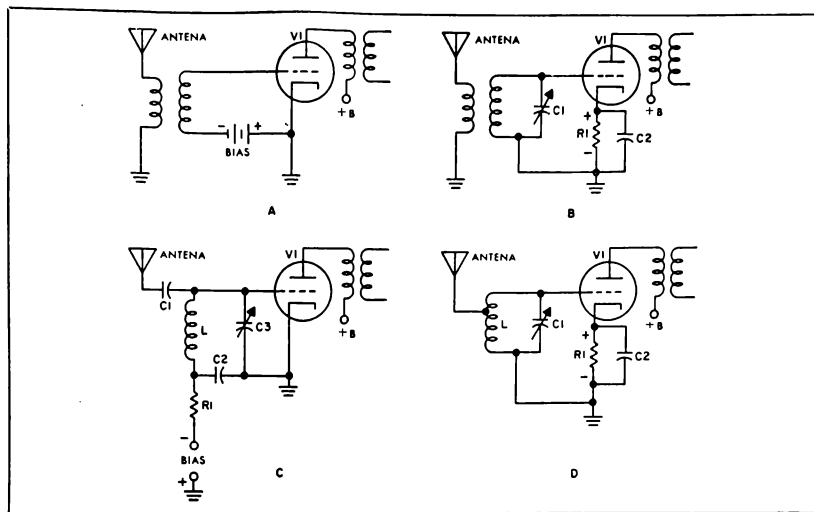 ANTENA
V1
+B
- +
BIAS
A
ANTENA
V1
+B
C1
+
R1
-
C2
B
ANTENA
V1
C1
+B
L
C3
C2
R1
-
BIAS
+
C
ANTENA
V1
+B
L
C1
+
R1
-
C2
D